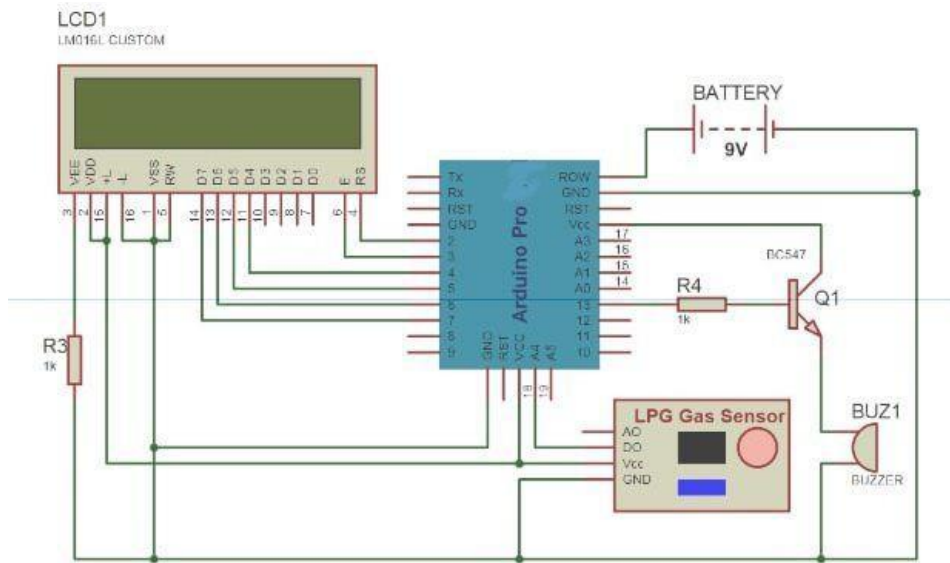 LCD1
LM016L CUSTOM
VEE
VDD
+L
-L
VSS
RW
D7
D6
D5
D4
D3
D2
D1
D0
E
RS
3
2
15
16
1
5
14
13
12
11
10
9
8
7
6
4
BATTERY
9V
Arduino Pro
Tx
Rx
RST
GND
2
3
4
5
6
7
8
9
ROW
GND
RST
Vcc
A3
A2
A1
A0
13
12
11
10
17
16
15
14
GND
RST
VCC
A4
A5
18
19
BC547
Q1
R4
1k
R3
1k
LPG Gas Sensor
AO
DO
Vcc
GND
BUZ1
BUZZER